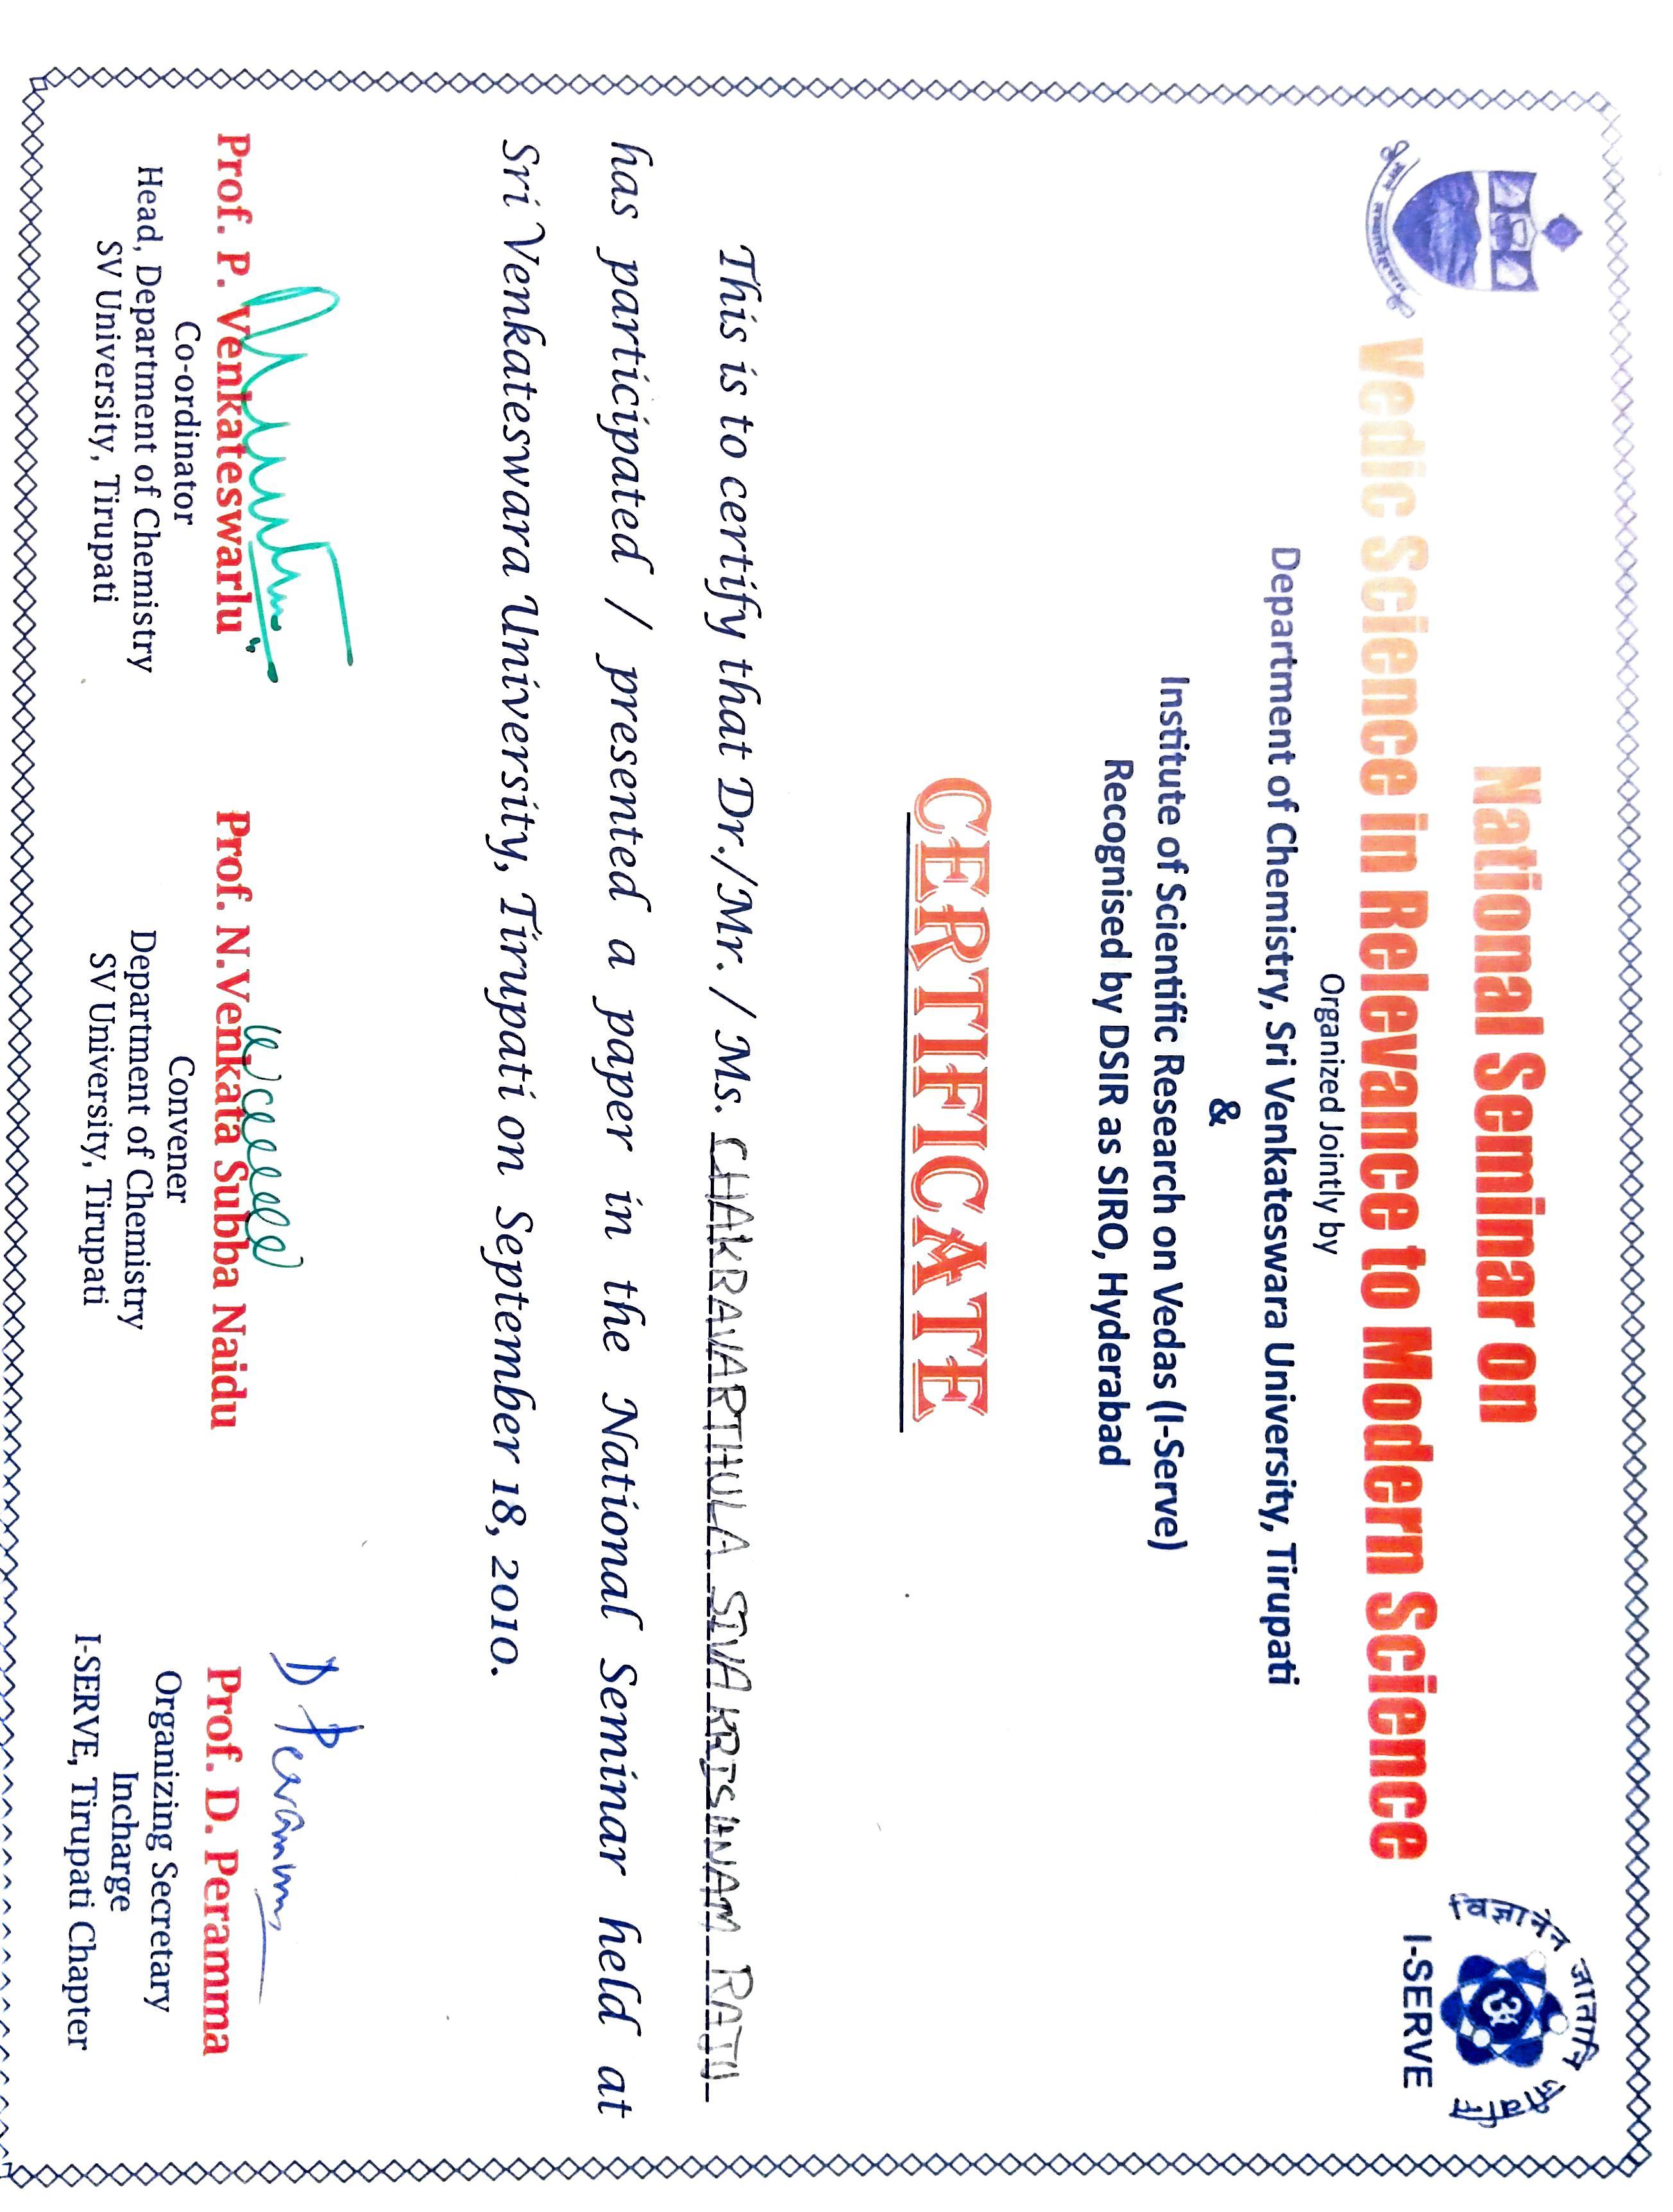 विज्ञानेन जातानि जीवन्ति
I-SERVE
National Seminar on
Vedic Science in Relevance to Modern Science
Organized Jointly by
Department of Chemistry, Sri Venkateswara University, Tirupati
&
Institute of Scientific Research on Vedas (I-Serve)
Recognised by DSIR as SIRO, Hyderabad
CERTIFICATE
This is to certify that Dr./Mr. / Ms. CHAKRAVARTHULA SIVA KRISHNAM RAJU
has participated / presented a paper in the National Seminar held at
Sri Venkateswara University, Tirupati on September 18, 2010.
D Peramma
Prof. P. Venkateswarlu
Co-ordinator
Head, Department of Chemistry
SV University, Tirupati
Prof. N.Venkata Subba Naidu
Convener
Department of Chemistry
SV University, Tirupati
Prof. D. Peramma
Organizing Secretary
Incharge
I-SERVE, Tirupati Chapter